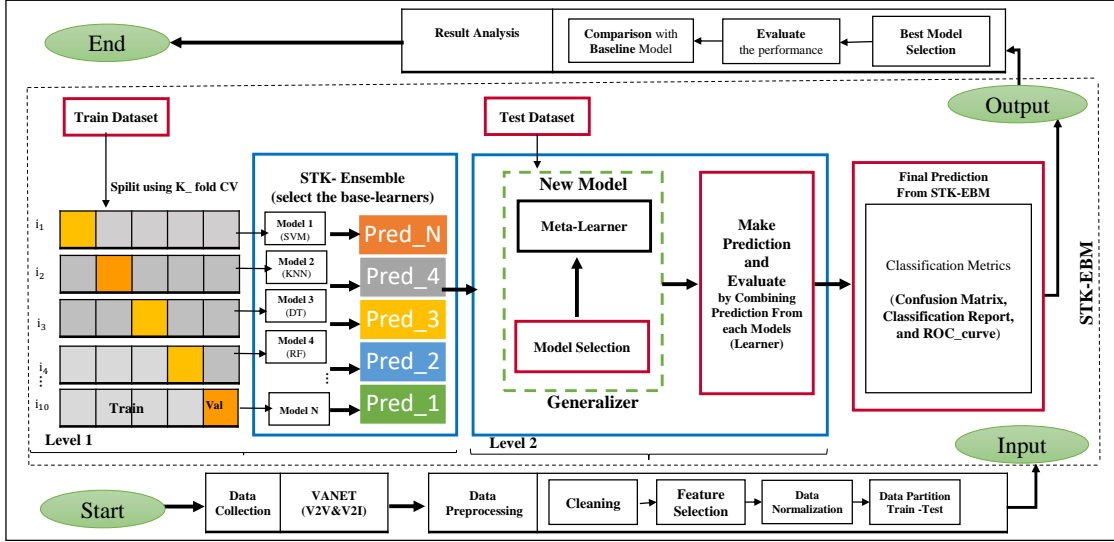 End
Result Analysis
Comparison with
Baseline Model
Evaluate
the performance
Best Model
Selection
Output
Train Dataset
Test Dataset
Spilit using K_ fold CV
i1
i2
i3
i4
⋮
i10
Train
Val
Level 1
STK- Ensemble
(select the base-learners)
Model 1
(SVM)
Model 2
(KNN)
Model 3
(DT)
Model 4
(RF)
⋮
Model N
Pred_N
Pred_4
Pred_3
Pred_2
Pred_1
New Model
Meta-Learner
Model Selection
Generalizer
Level 2
Make
Prediction
and
Evaluate
by Combining
Prediction From
each Models
(Learner)
Final Prediction
From STK-EBM
Classification Metrics
(Confusion Matrix,
Classification Report,
and ROC_curve)
STK-EBM
Input
Start
Data
Collection
VANET
(V2V&V2I)
Data
Preprocessing
Cleaning
Feature
Selection
Data
Normalization
Data Partition
Train -Test